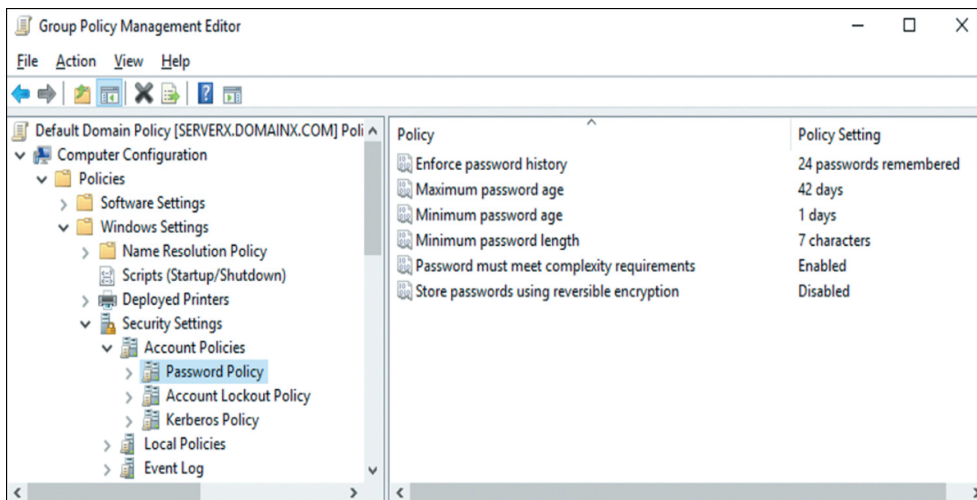 Group Policy Management Editor
File Action View Help
Default Domain Policy [SERVERX.DOMAINX.COM] Poli
Computer Configuration
Policies
Software Settings
Windows Settings
Name Resolution Policy
Scripts (Startup/Shutdown)
Deployed Printers
Security Settings
Account Policies
Password Policy
Account Lockout Policy
Kerberos Policy
Local Policies
Event Log
Policy Policy Setting
Enforce password history 24 passwords remembered
Maximum password age 42 days
Minimum password age 1 days
Minimum password length 7 characters
Password must meet complexity requirements Enabled
Store passwords using reversible encryption Disabled